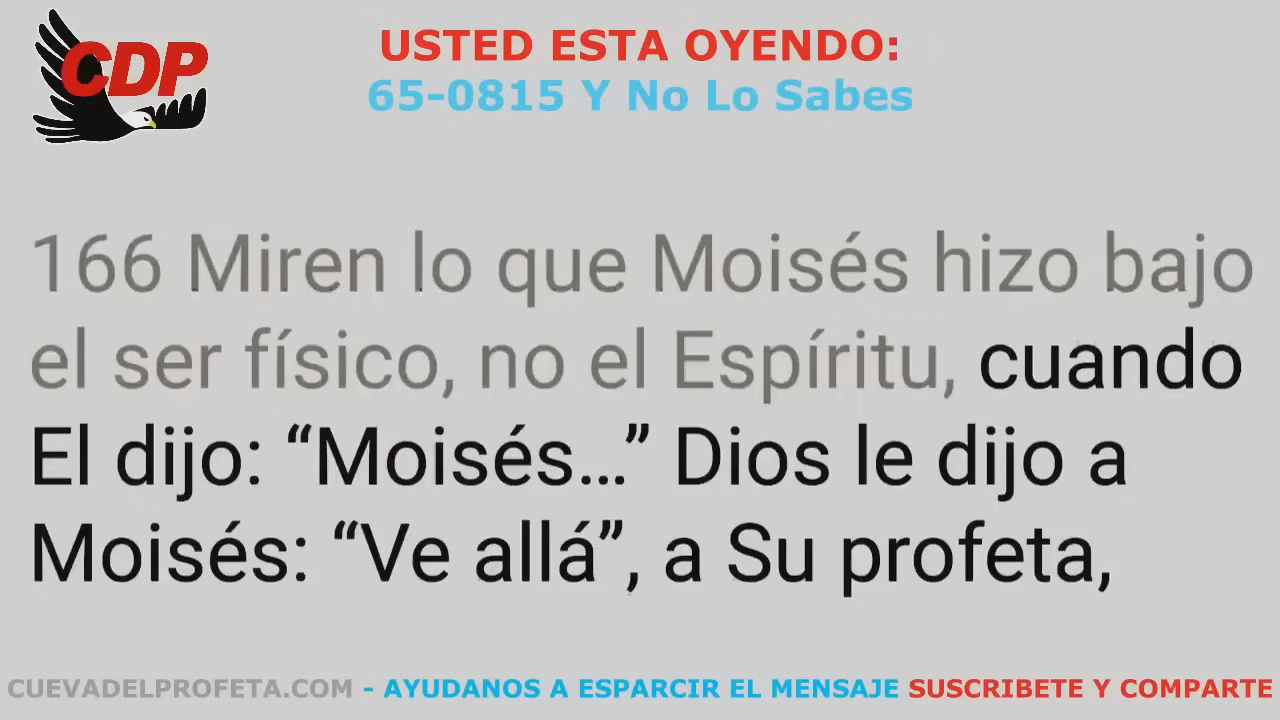 CDP
USTED ESTA OYENDO:
65-0815 Y No Lo Sabes
166 Miren lo que Moisés hizo bajo
el ser físico, no el Espíritu, cuando
El dijo: “Moisés…” Dios le dijo a
Moisés: “Ve allá”, a Su profeta,
CUEVADELPROFETA.COM - AYUDANOS A ESPARCIR EL MENSAJE SUSCRIBETE Y COMPARTE